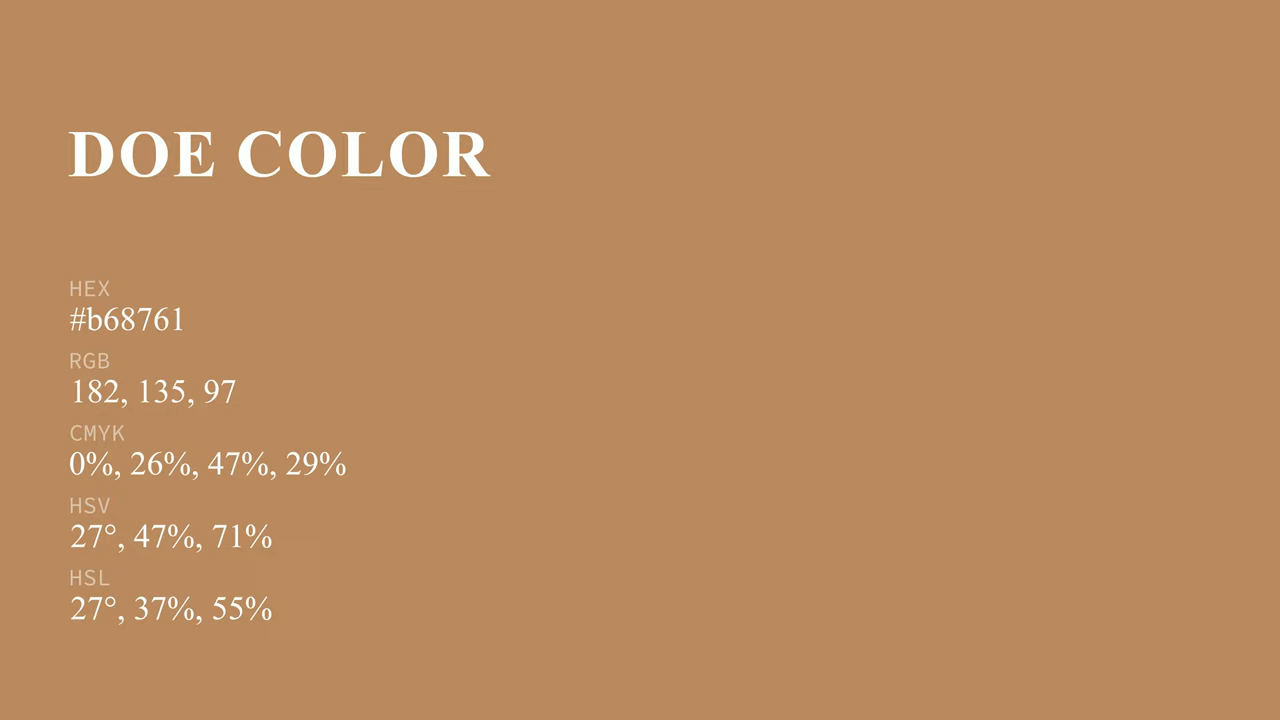 DOE COLOR
HEX
#b68761
RGB
182, 135, 97
CMYK
0%, 26%, 47%, 29%
HSV
27°, 47%, 71%
HSL
27°, 37%, 55%